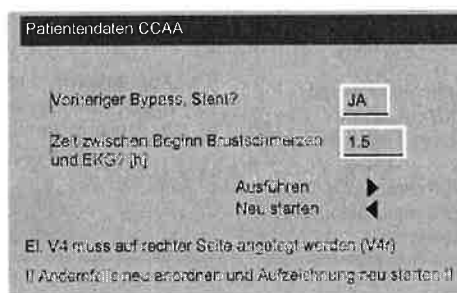 Patientendaten CCAA
Vorheriger Bypass, Stent?
JA
Zeit zwischen Beginn Brustschmerzen
1.5
und EKG? [h]
Ausführen
Neu starten
El. V4 muss auf rechter Seite angelegt werden (V4r)
!! Andernfalls neu anordnen und Aufzeichnung neu starten !!